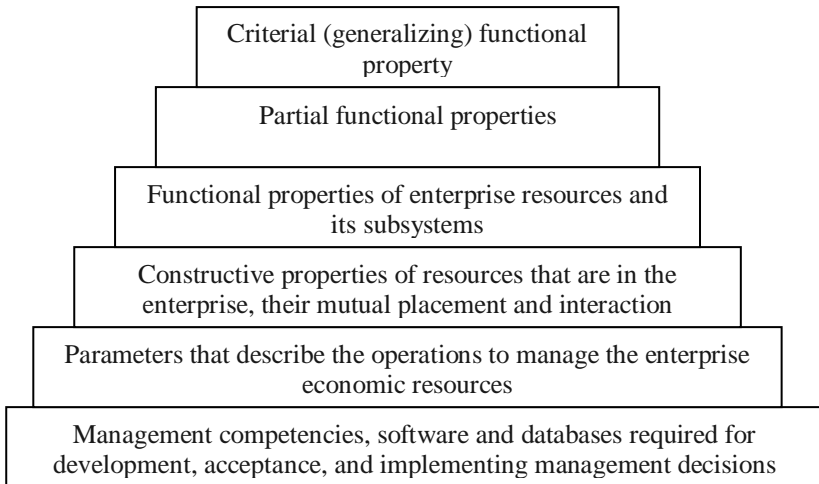 Criterial (generalizing) functional
property
Partial functional properties
Functional properties of enterprise resources and
its subsystems
Constructive properties of resources that are in the
enterprise, their mutual placement and interaction
Parameters that describe the operations to manage the enterprise
economic resources
Management competencies, software and databases required for
development, acceptance, and implementing management decisions